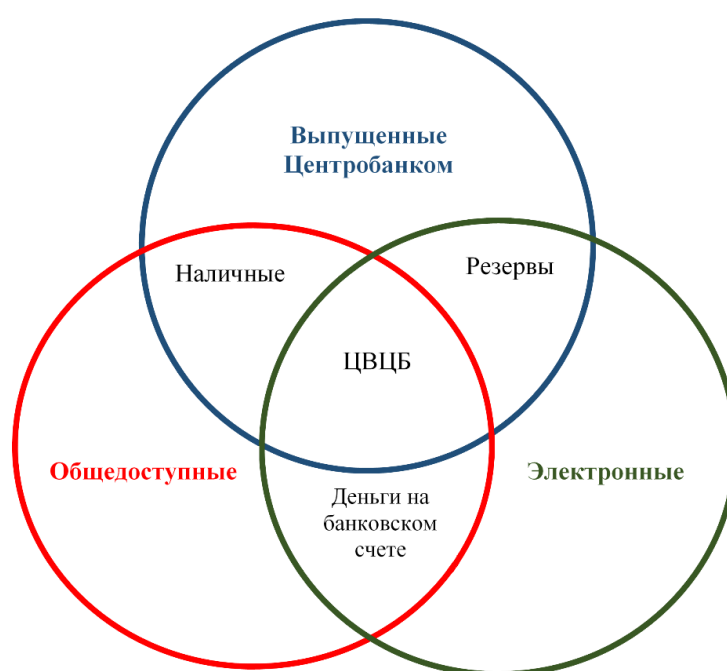 Выпущенные
Центробанком
Наличные
Резервы
ЦВЦБ
Общедоступные
Электронные
Деньги на
банковском
счете